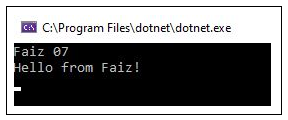 C:\Program Files\dotnet\dotnet.exe
Faiz 07
Hello from Faiz!